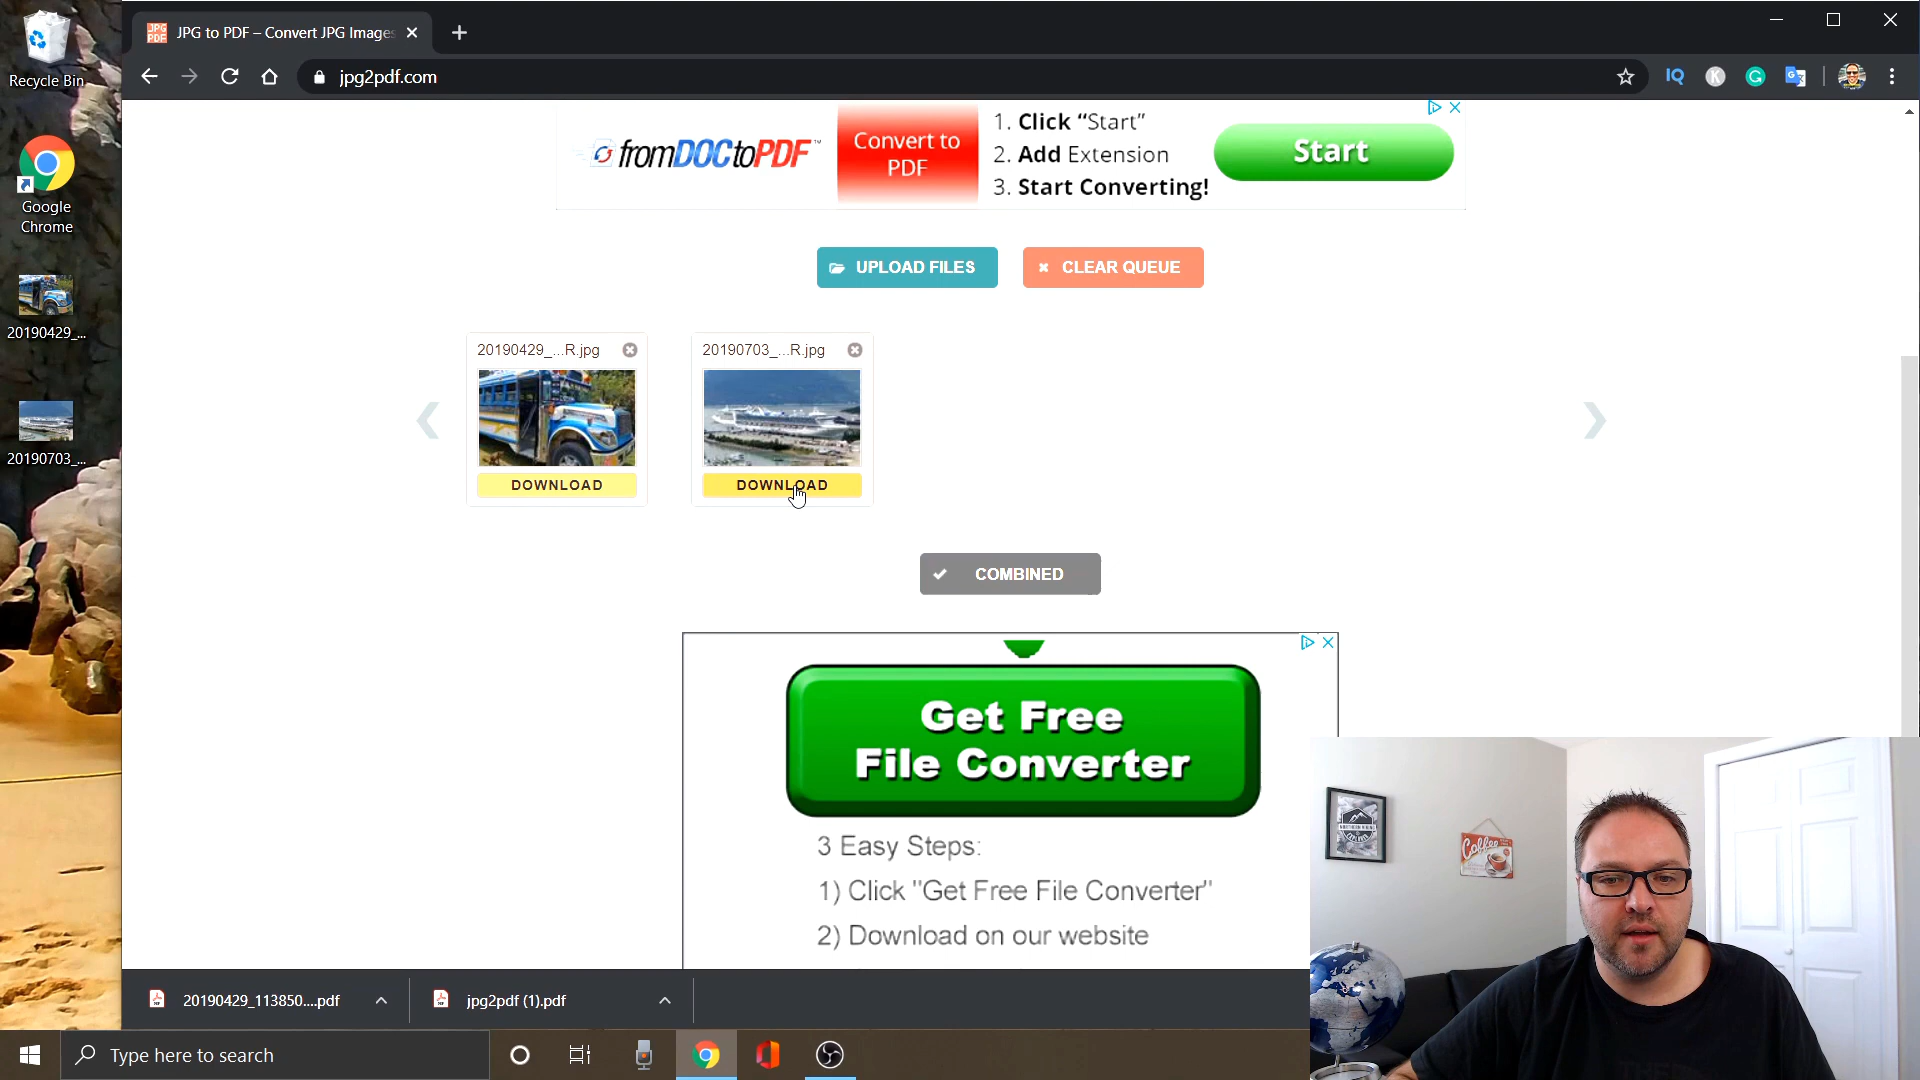 Recycle Bin
Google
Chrome
20190429_...
20190703_...
JPG to PDF – Convert JPG Images
jpg2pdf.com
IQ
K
fromDOCtoPDF™
Convert to
PDF
1. Click “Start”
2. Add Extension
3. Start Converting!
Start
UPLOAD FILES
CLEAR QUEUE
20190429_...R.jpg
20190703_...R.jpg
DOWNLOAD
DOWNLOAD
COMBINED
Get Free
File Converter
3 Easy Steps:
1) Click "Get Free File Converter"
2) Download on our website
Coffee
20190429_113850....pdf
jpg2pdf (1).pdf
Type here to search